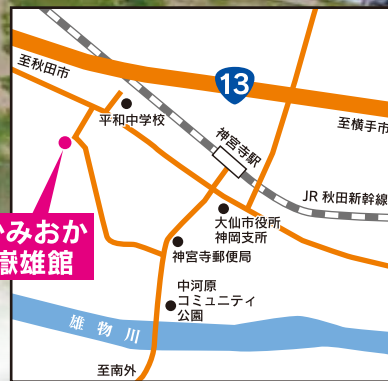 至秋田市
13
平和中学校
神宮寺駅
至横手市
JR 秋田新幹線
かみおか
嶽雄館
大仙市役所
神岡支所
神宮寺郵便局
中河原
コミュニティ
公園
雄物川
至南外